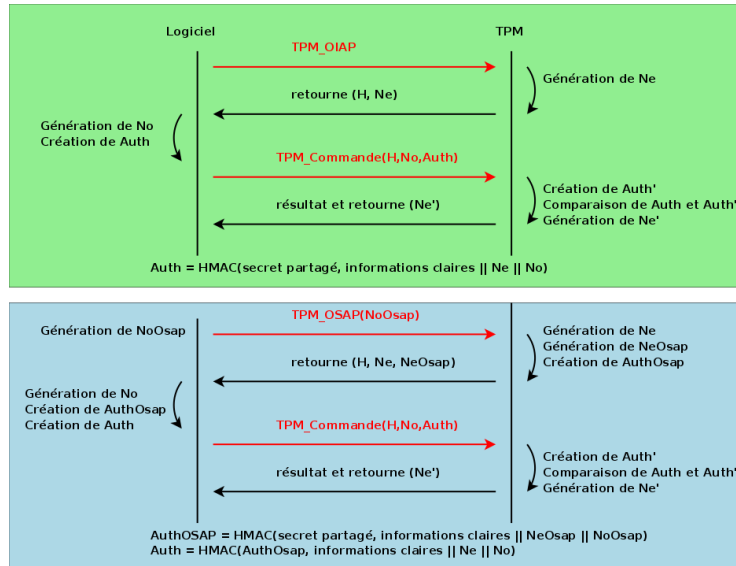 Logiciel
TPM
TPM_OIAP
Génération de Ne
retourne (H, Ne)
Génération de No
Création de Auth
TPM_Commande(H,No,Auth)
Création de Auth'
résultat et retourne (Ne')
Comparaison de Auth et Auth'
Génération de Ne'
Auth = HMAC(secret partagé, informations claires || Ne || No)
TPM_OSAP(NoOsap)
Génération de NoOsap
Génération de Ne
Génération de NeOsap
Création de AuthOsap
retourne (H, Ne, NeOsap)
Génération de No
Création de AuthOsap
Création de Auth
TPM_Commande(H,No,Auth)
Création de Auth'
résultat et retourne (Ne')
Comparaison de Auth et Auth'
Génération de Ne'
AuthOSAP = HMAC(secret partagé, informations claires || NeOsap || NoOsap)
Auth = HMAC(AuthOsap, informations claires || Ne || No)